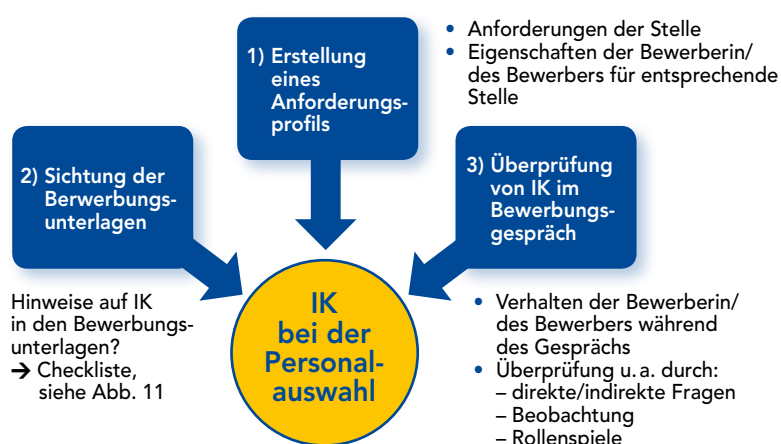 1) Erstellung
eines
Anforderungs-
profils
• Anforderungen der Stelle
• Eigenschaften der Bewerberin/
des Bewerbers für entsprechende
Stelle
2) Sichtung der
Berwerbungs-
unterlagen
Hinweise auf IK
in den Bewerbungs-
unterlagen?
→ Checkliste,
siehe Abb. 11
3) Überprüfung
von IK im
Bewerbungs-
gespräch
• Verhalten der Bewerberin/
des Bewerbers während
des Gesprächs
• Überprüfung u. a. durch:
– direkte/indirekte Fragen
– Beobachtung
– Rollenspiele
IK
bei der
Personal-
auswahl